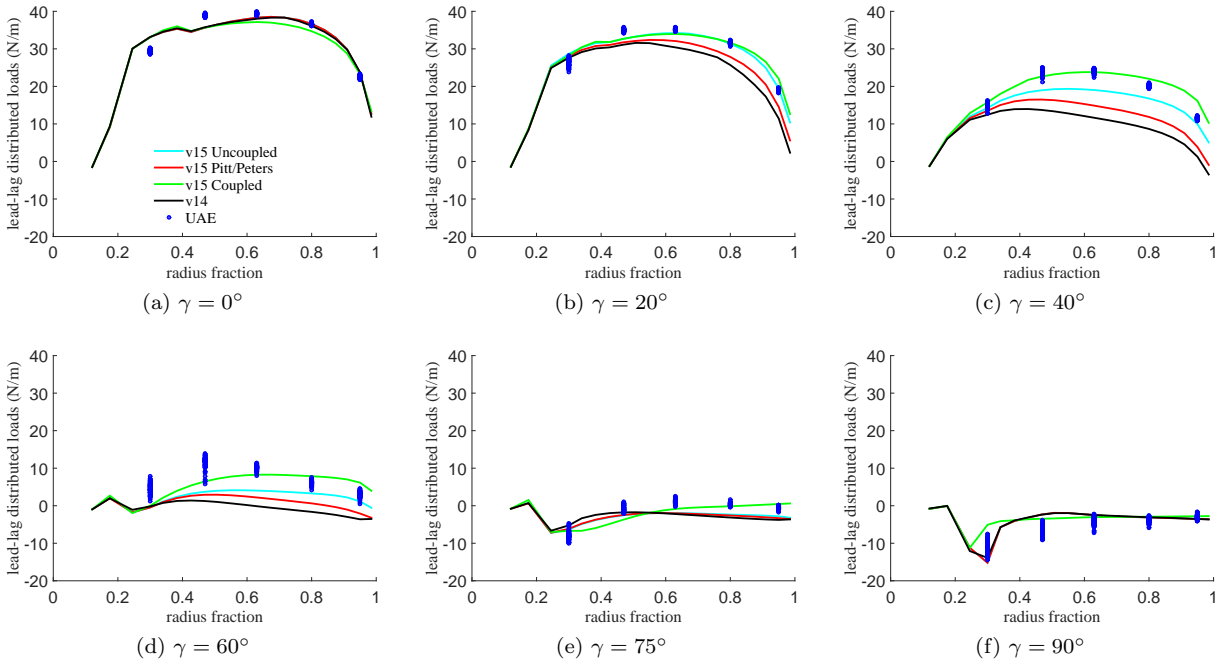 40
30
20
10
0
-10
-20
lead-lag distributed loads (N/m)
v15 Uncoupled
v15 Pitt/Peters
v15 Coupled
v14
UAE
0 0.2 0.4 0.6 0.8 1
radius fraction
(a) γ = 0°
40
30
20
10
0
-10
-20
lead-lag distributed loads (N/m)
0 0.2 0.4 0.6 0.8 1
radius fraction
(b) γ = 20°
40
30
20
10
0
-10
-20
lead-lag distributed loads (N/m)
0 0.2 0.4 0.6 0.8 1
radius fraction
(c) γ = 40°
40
30
20
10
0
-10
-20
lead-lag distributed loads (N/m)
0 0.2 0.4 0.6 0.8 1
radius fraction
(d) γ = 60°
40
30
20
10
0
-10
-20
lead-lag distributed loads (N/m)
0 0.2 0.4 0.6 0.8 1
radius fraction
(e) γ = 75°
40
30
20
10
0
-10
-20
lead-lag distributed loads (N/m)
0 0.2 0.4 0.6 0.8 1
radius fraction
(f) γ = 90°